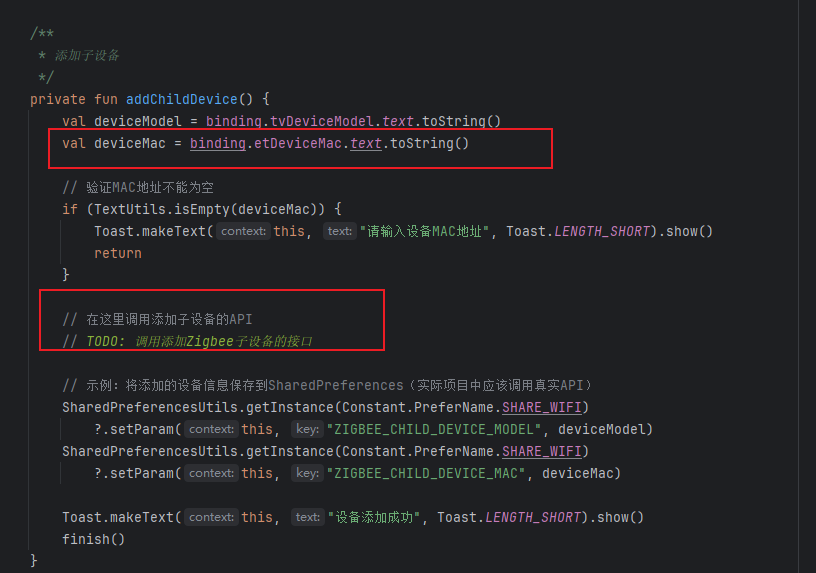 /**
* 添加子设备
*/
private fun addChildDevice() {
val deviceModel = binding.tvDeviceModel.text.toString()
val deviceMac = binding.etDeviceMac.text.toString()
// 验证MAC地址不能为空
if (TextUtils.isEmpty(deviceMac)) {
Toast.makeText( context: this, text: "请输入设备MAC地址", Toast.LENGTH_SHORT).show()
return
}
// 在这里调用添加子设备的API
// TODO: 调用添加Zigbee子设备的接口
// 示例：将添加的设备信息保存到SharedPreferences（实际项目中应该调用真实API）
SharedPreferencesUtils.getInstance(Constant.PreferName.SHARE_WIFI)
?.setParam( context: this, key: "ZIGBEE_CHILD_DEVICE_MODEL", deviceModel)
SharedPreferencesUtils.getInstance(Constant.PreferName.SHARE_WIFI)
?.setParam( context: this, key: "ZIGBEE_CHILD_DEVICE_MAC", deviceMac)
Toast.makeText( context: this, text: "设备添加成功", Toast.LENGTH_SHORT).show()
finish()
}